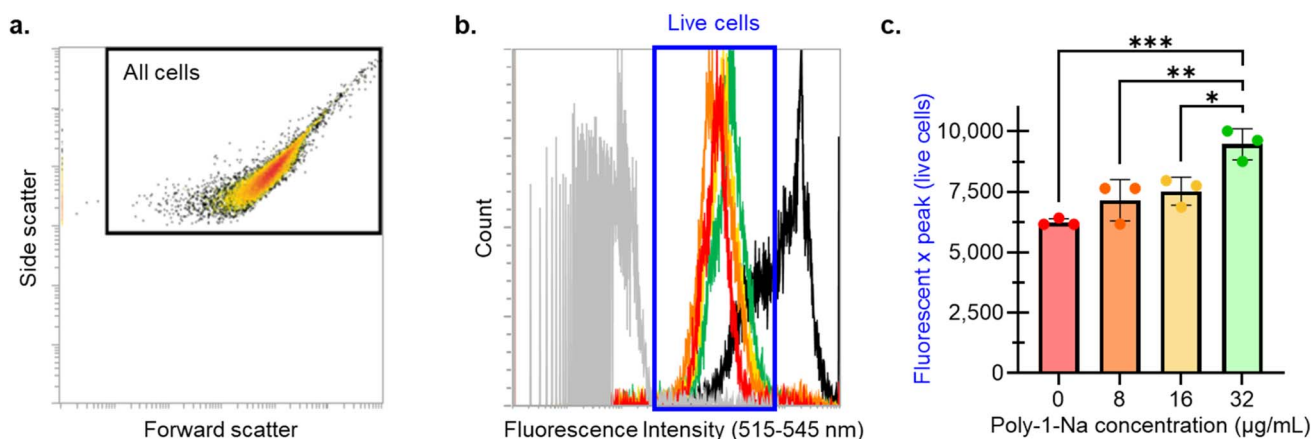 a.
All cells
Side scatter
Forward scatter
b.
Live cells
Count
Fluorescence Intensity (515-545 nm)
c.
***
**
*
Fluorescent x peak (live cells)
10,000
7,500
5,000
2,500
0
0 8 16 32
Poly-1-Na concentration (µg/mL)